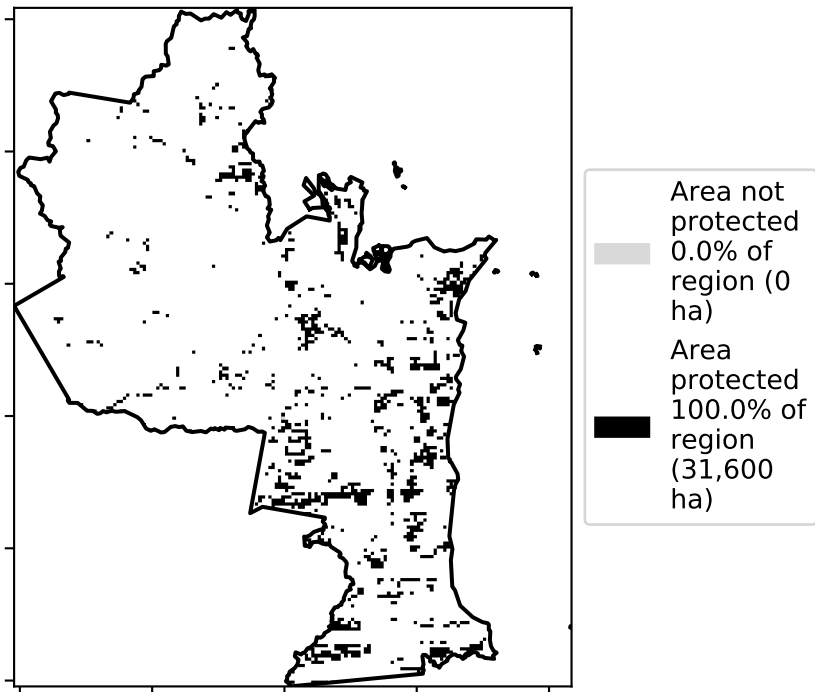 Area not
protected
0.0% of
region (0
ha)
Area
protected
100.0% of
region
(31,600
ha)